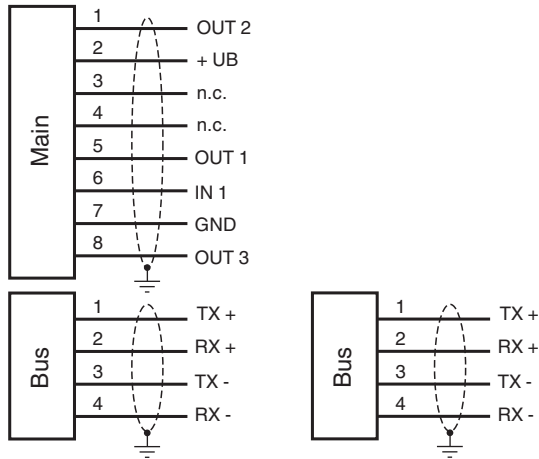 Main
1 OUT 2
2 + UB
3 n.c.
4 n.c.
5 OUT 1
6 IN 1
7 GND
8 OUT 3
Bus
1 TX +
2 RX +
3 TX -
4 RX -
Bus
1 TX +
2 RX +
3 TX -
4 RX -